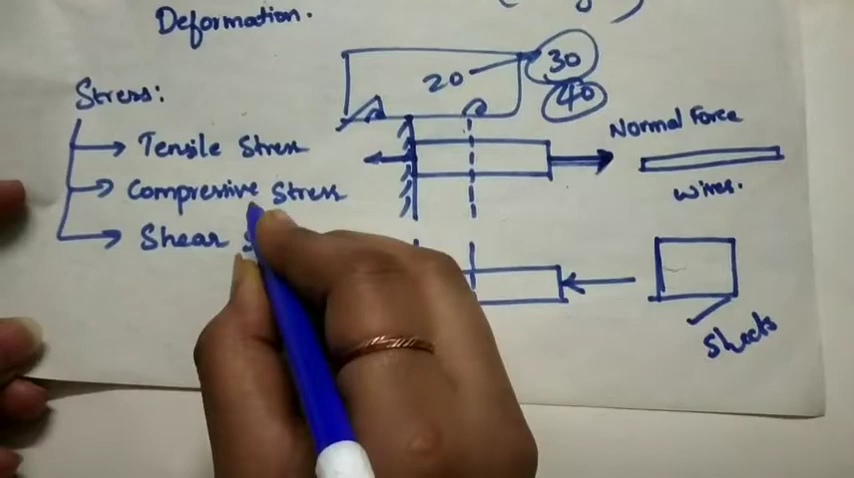 Deformation.
30
20
40
Stress:
Normal Force
Tensile Stress
Compressive Stress
wires.
Shear
Sheets